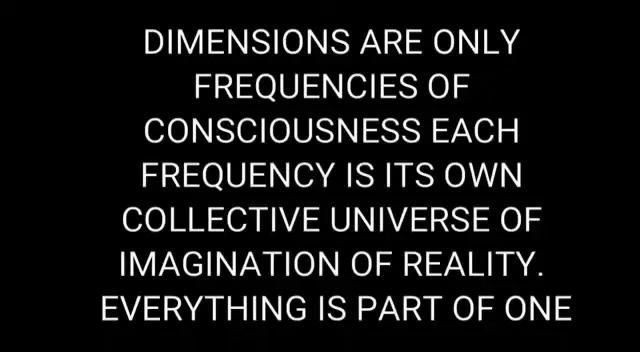 DIMENSIONS ARE ONLY
FREQUENCIES OF
CONSCIOUSNESS EACH
FREQUENCY IS ITS OWN
COLLECTIVE UNIVERSE OF
IMAGINATION OF REALITY.
EVERYTHING IS PART OF ONE